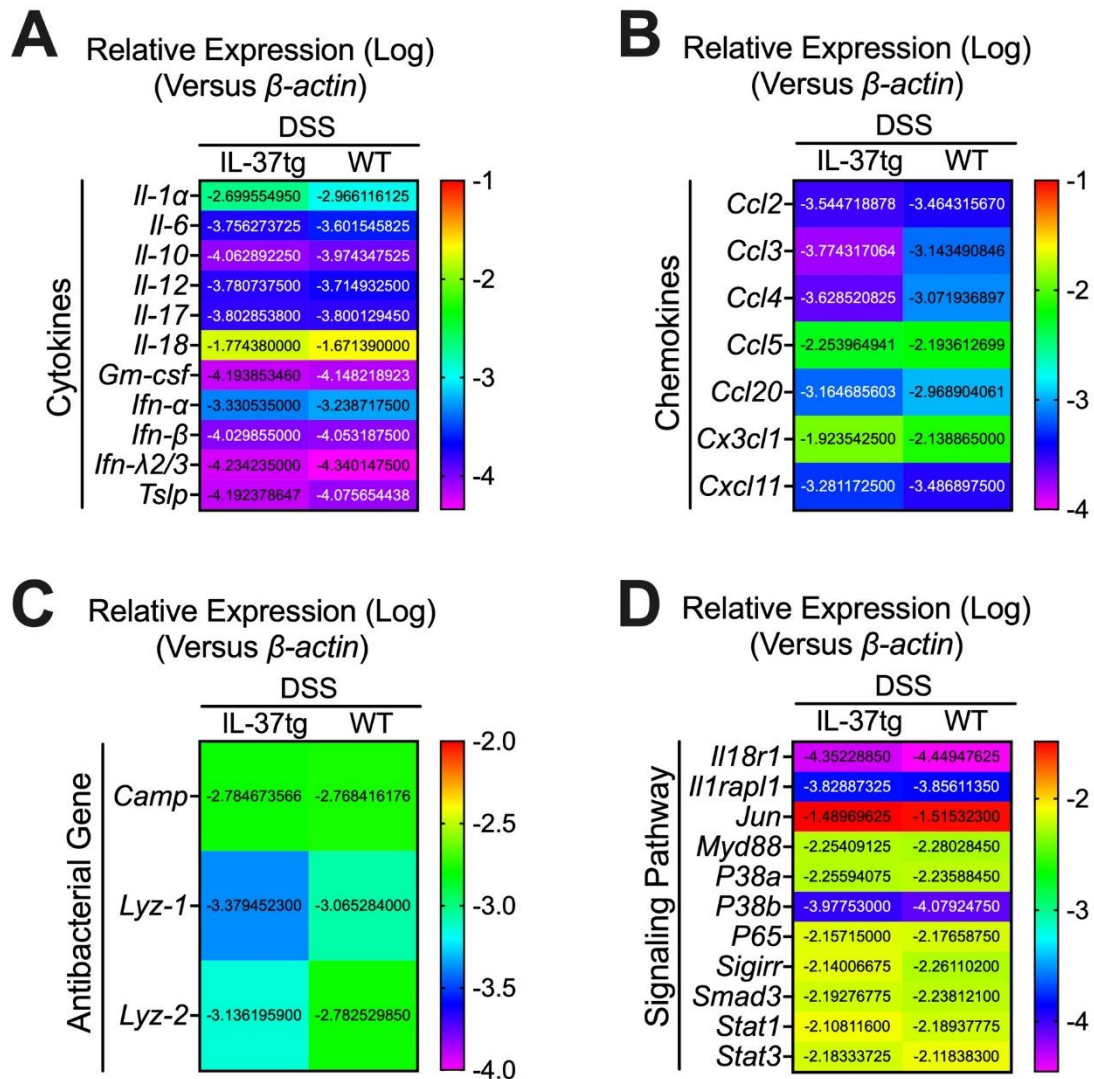 A
Relative Expression (Log)
(Versus β-actin)
DSS
IL-37tg WT
Cytokines
Il-1α -2.699554950 -2.966116125
Il-6 -3.756273725 -3.601545825
Il-10 -4.062892250 -3.974347525
Il-12 -3.780737500 -3.714932500
Il-17 -3.802853800 -3.800129450
Il-18 -1.774380000 -1.671390000
Gm-csf -4.193853460 -4.148218923
Ifn-α -3.330535000 -3.238717500
Ifn-β -4.029855000 -4.053187500
Ifn-λ2/3 -4.234235000 -4.340147500
Tslp -4.192378647 -4.075654438
-1
-2
-3
-4
B
Relative Expression (Log)
(Versus β-actin)
DSS
IL-37tg WT
Chemokines
Ccl2 -3.544718878 -3.464315670
Ccl3 -3.774317064 -3.143490846
Ccl4 -3.628520825 -3.071936897
Ccl5 -2.253964941 -2.193612699
Ccl20 -3.164685603 -2.968904061
Cx3cl1 -1.923542500 -2.138865000
Cxcl11 -3.281172500 -3.486897500
-1
-2
-3
-4
C
Relative Expression (Log)
(Versus β-actin)
DSS
IL-37tg WT
Antibacterial Gene
Camp -2.784673566 -2.768416176
Lyz-1 -3.379452300 -3.065284000
Lyz-2 -3.136195900 -2.782529850
-2.0
-2.5
-3.0
-3.5
-4.0
D
Relative Expression (Log)
(Versus β-actin)
DSS
IL-37tg WT
Signaling Pathway
Il18r1 -4.35228850 -4.44947625
Il1rapl1 -3.82887325 -3.85611350
Jun -1.48969625 -1.51532300
Myd88 -2.25409125 -2.28028450
P38a -2.25594075 -2.23588450
P38b -3.97753000 -4.07924750
P65 -2.15715000 -2.17658750
Sigirr -2.14006675 -2.26110200
Smad3 -2.19276775 -2.23812100
Stat1 -2.10811600 -2.18937775
Stat3 -2.18333725 -2.11838300
-2
-3
-4